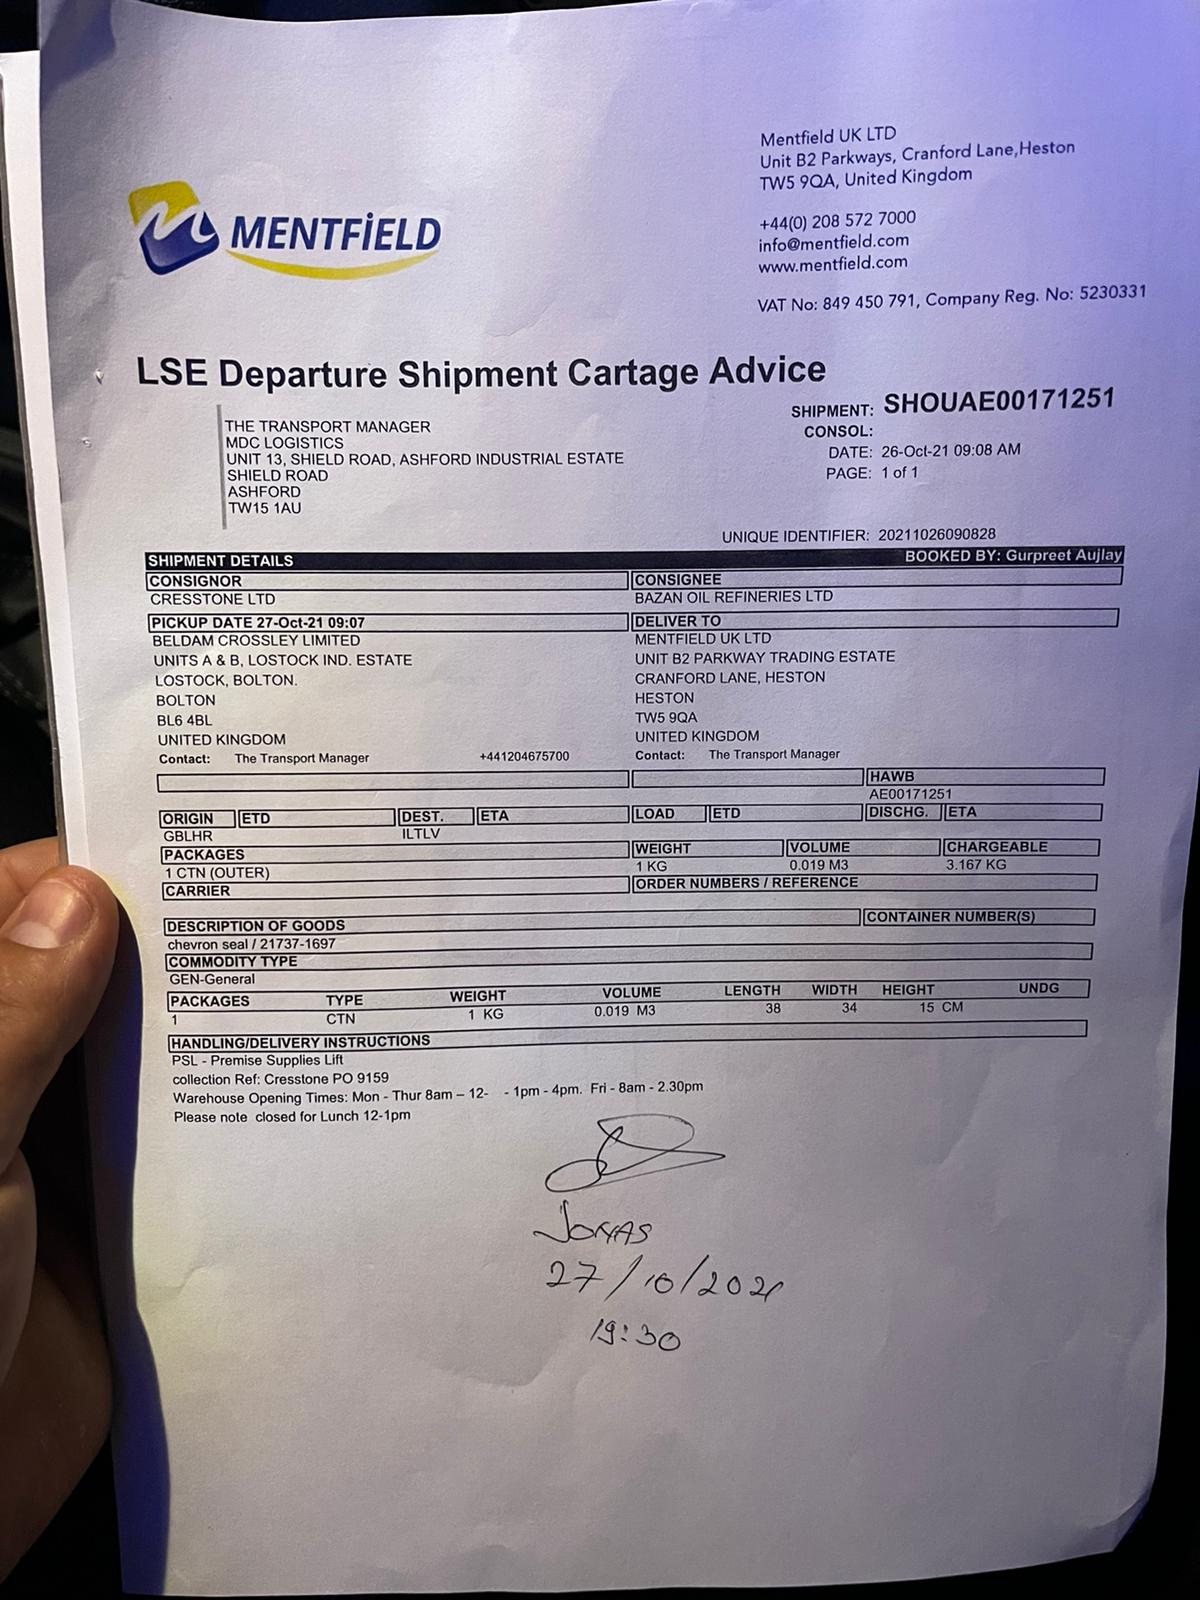 MENTFiELD
Mentfield UK LTD
Unit B2 Parkways, Cranford Lane,Heston
TW5 9QA, United Kingdom
+44(0) 208 572 7000
info@mentfield.com
www.mentfield.com
VAT No: 849 450 791, Company Reg. No: 5230331
LSE Departure Shipment Cartage Advice
THE TRANSPORT MANAGER
MDC LOGISTICS
UNIT 13, SHIELD ROAD, ASHFORD INDUSTRIAL ESTATE
SHIELD ROAD
ASHFORD
TW15 1AU
SHIPMENT: SHOUAE00171251
CONSOL:
DATE: 26-Oct-21 09:08 AM
PAGE: 1 of 1
UNIQUE IDENTIFIER: 20211026090828
SHIPMENT DETAILS BOOKED BY: Gurpreet Aujlay
CONSIGNOR CONSIGNEE
CRESSTONE LTD BAZAN OIL REFINERIES LTD
PICKUP DATE 27-Oct-21 09:07 DELIVER TO
BELDAM CROSSLEY LIMITED MENTFIELD UK LTD
UNITS A & B, LOSTOCK IND. ESTATE UNIT B2 PARKWAY TRADING ESTATE
LOSTOCK, BOLTON. CRANFORD LANE, HESTON
BOLTON HESTON
BL6 4BL TW5 9QA
UNITED KINGDOM UNITED KINGDOM
Contact: The Transport Manager +441204675700 Contact: The Transport Manager
HAWB
AE00171251
ORIGIN ETD DEST. ETA LOAD ETD DISCHG. ETA
GBLHR ILTLV
PACKAGES WEIGHT VOLUME CHARGEABLE
1 CTN (OUTER) 1 KG 0.019 M3 3.167 KG
CARRIER ORDER NUMBERS / REFERENCE
DESCRIPTION OF GOODS CONTAINER NUMBER(S)
chevron seal / 21737-1697
COMMODITY TYPE
GEN-General
PACKAGES TYPE WEIGHT VOLUME LENGTH WIDTH HEIGHT UNDG
1 CTN 1 KG 0.019 M3 38 34 15 CM
HANDLING/DELIVERY INSTRUCTIONS
PSL - Premise Supplies Lift
collection Ref: Cresstone PO 9159
Warehouse Opening Times: Mon - Thur 8am – 12- - 1pm - 4pm. Fri - 8am - 2.30pm
Please note closed for Lunch 12-1pm
JONAS
27/10/2021
19:30